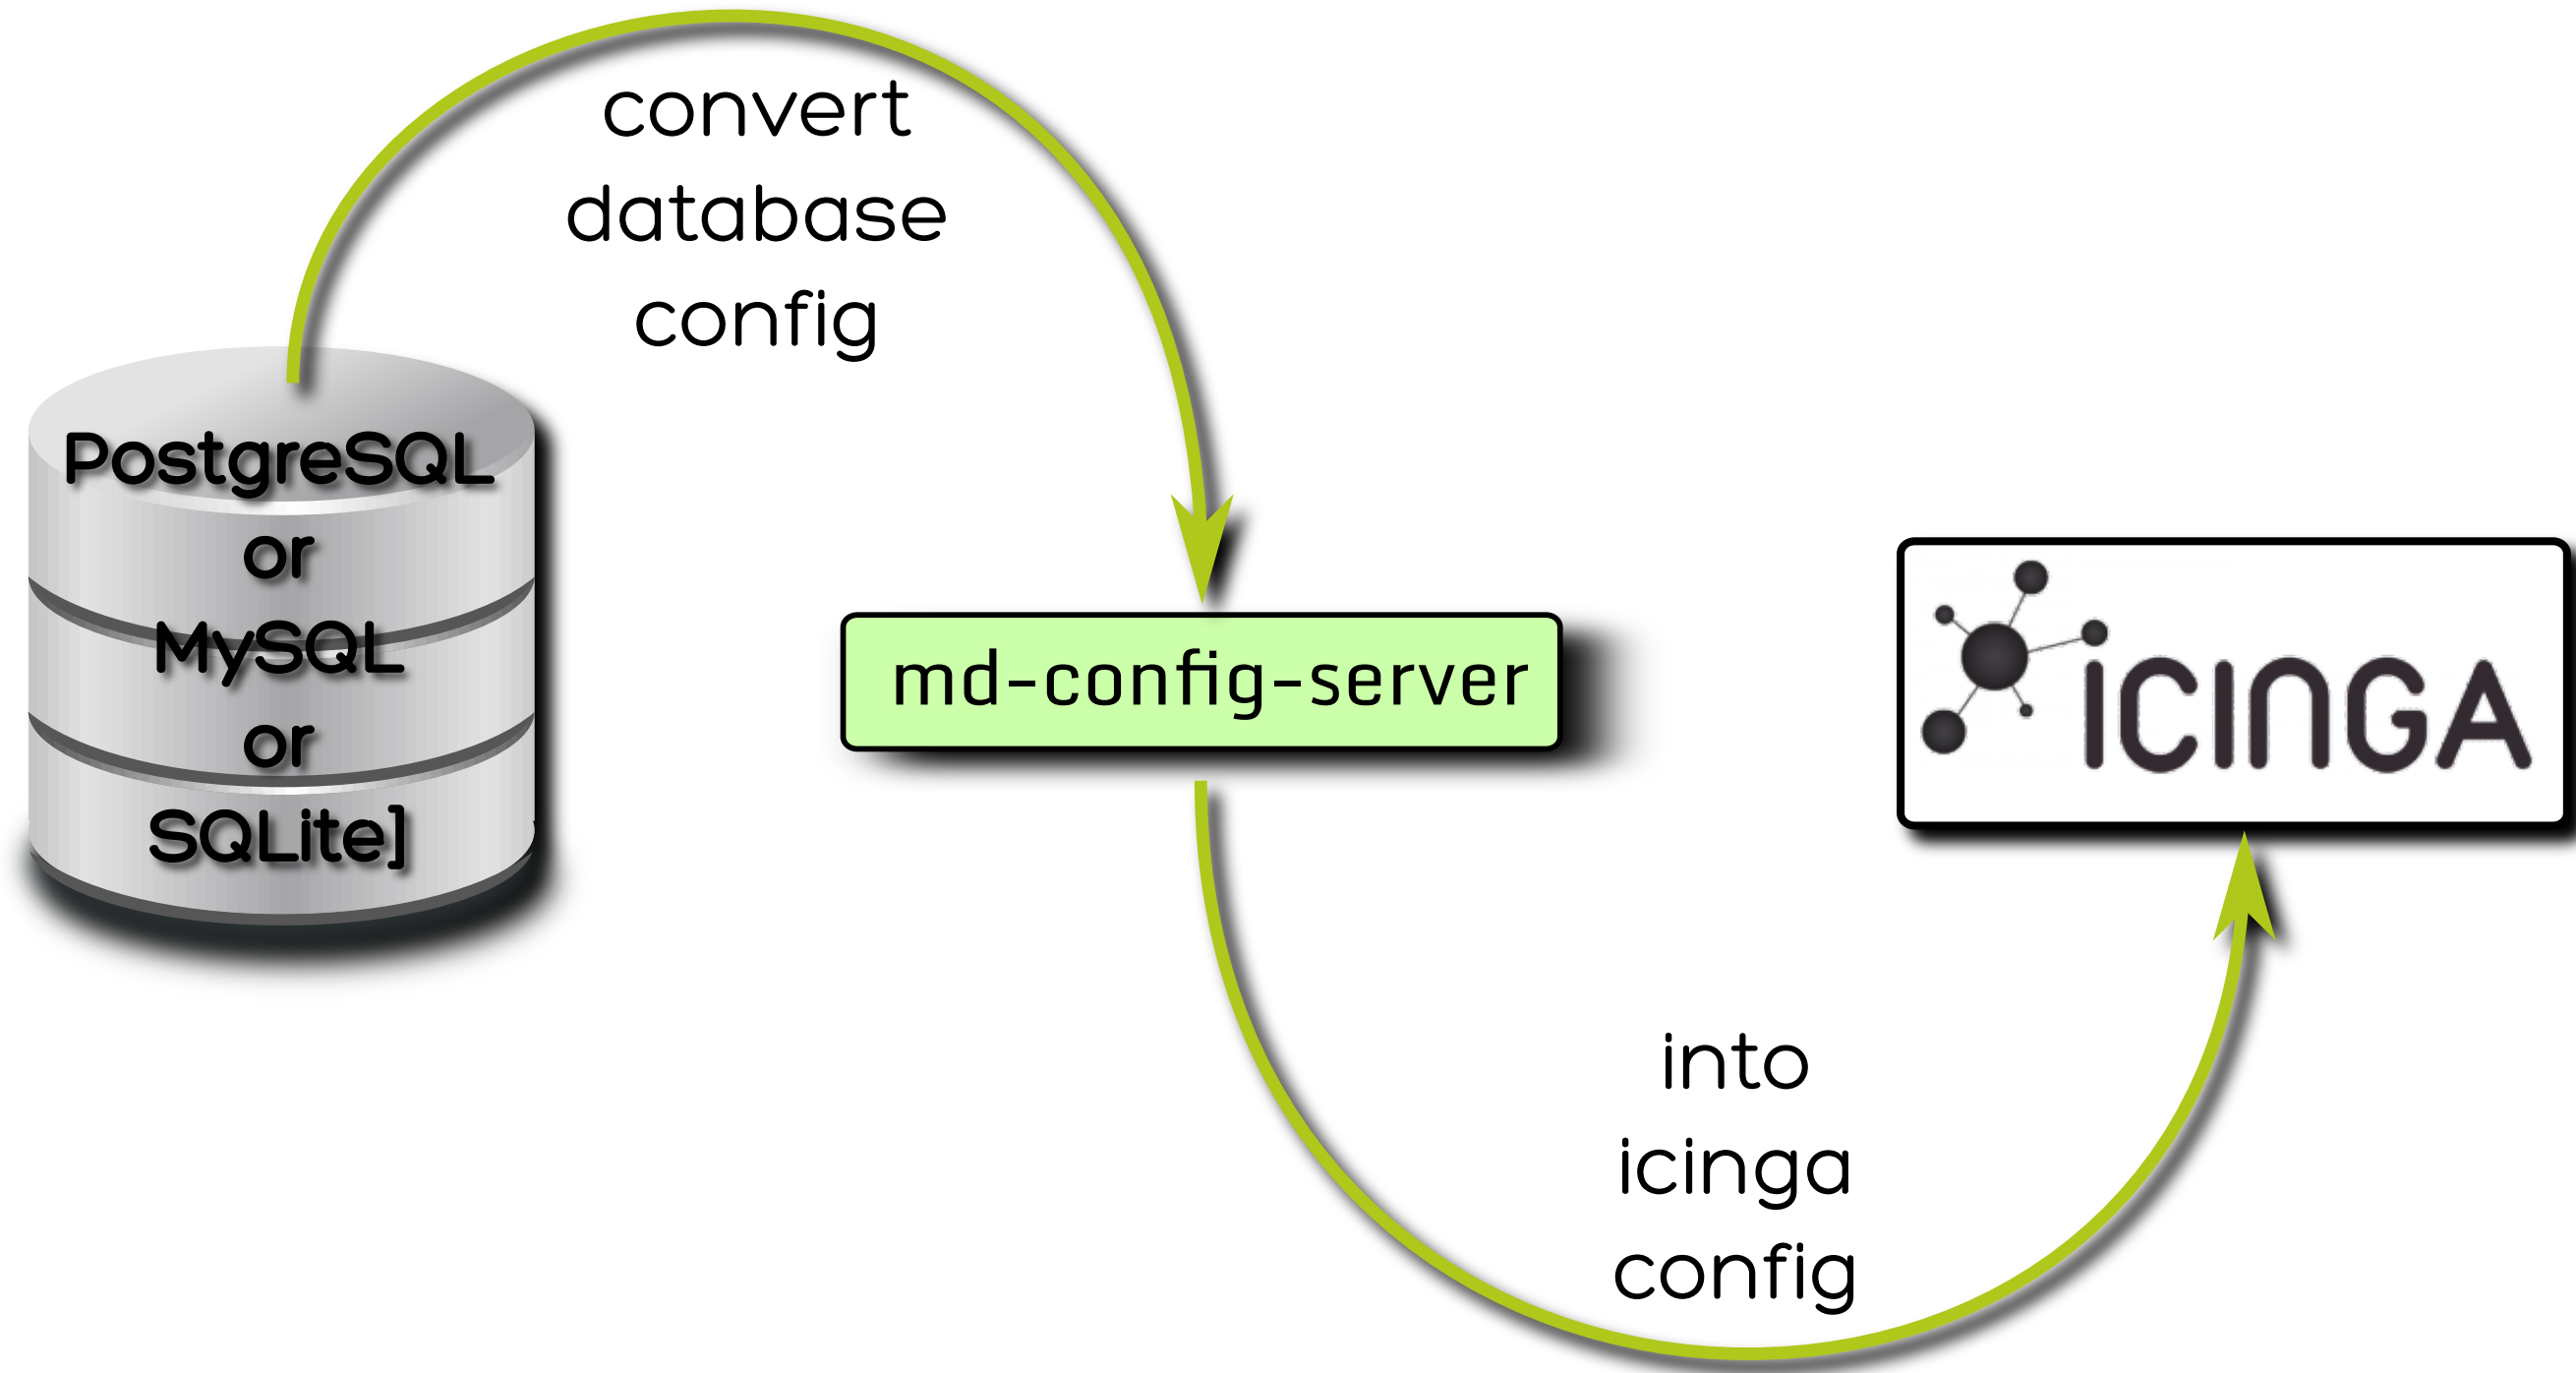 convert
database
config
PostgreSQL
or
MySQL
or
SQLite]
md-config-server
icinga
into
icinga
config